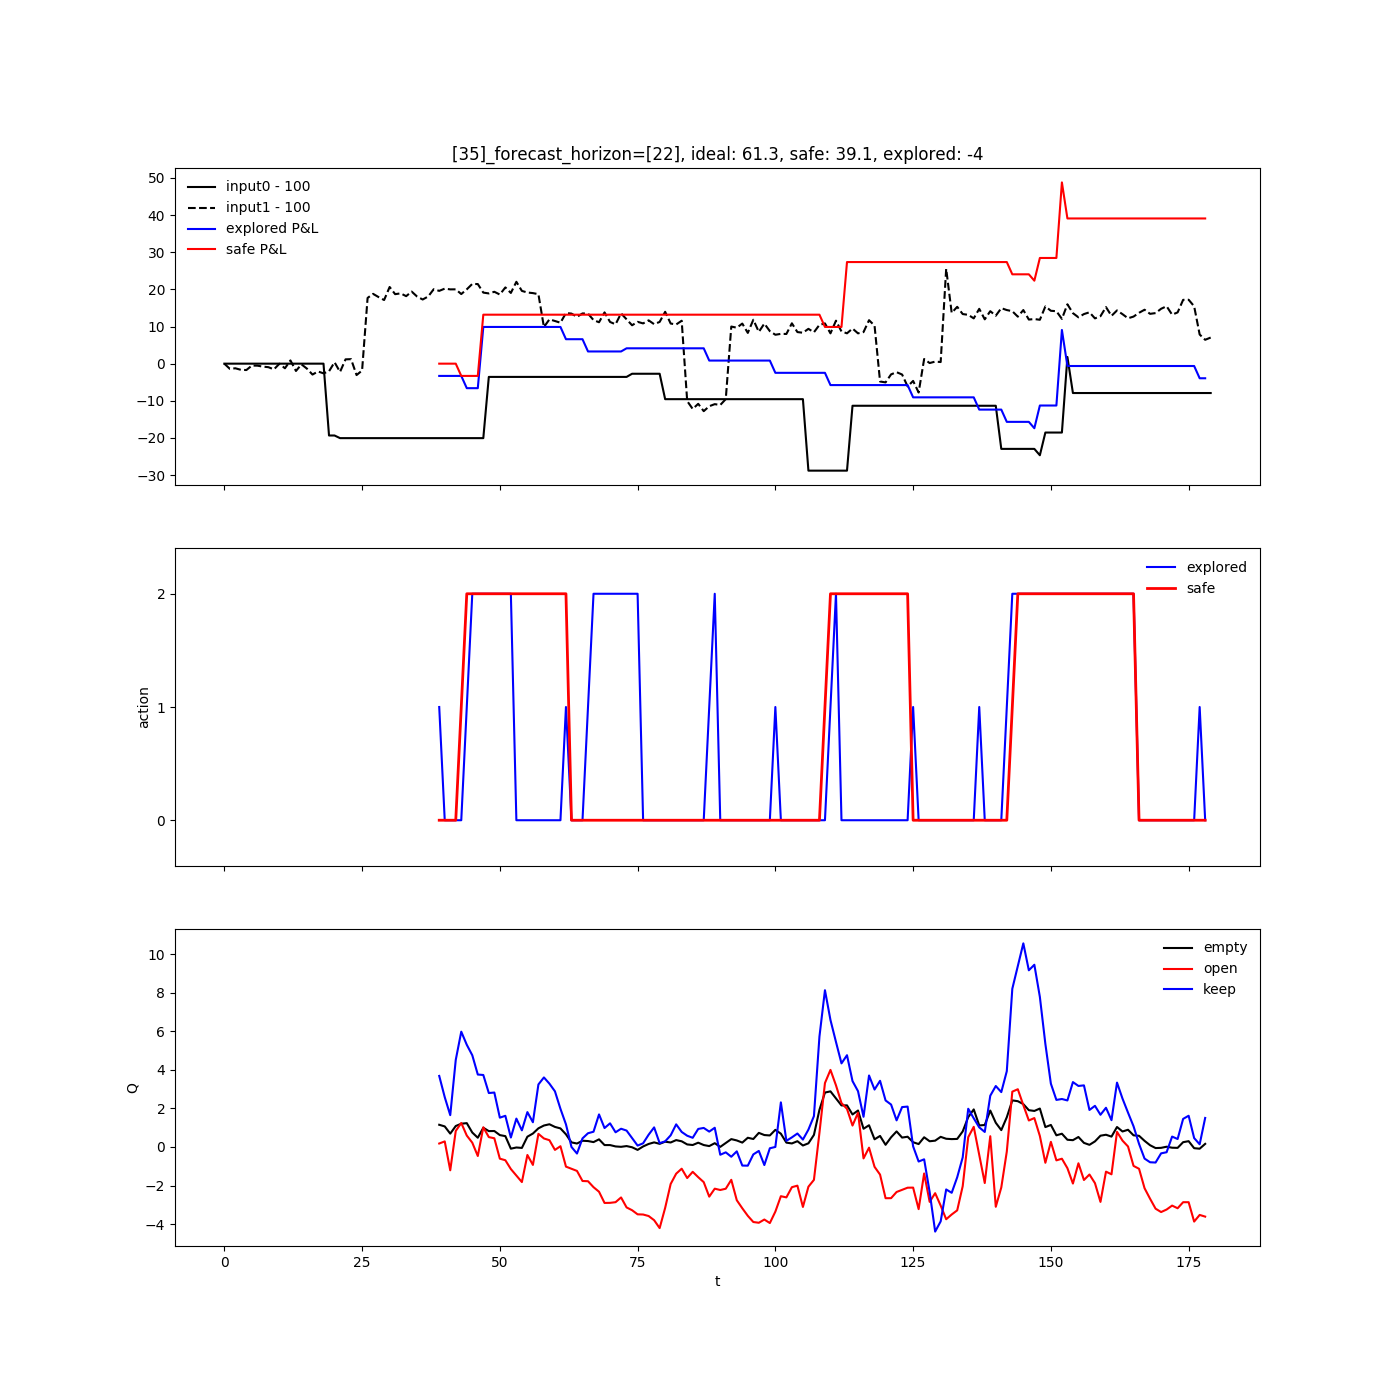 [35]_forecast_horizon=[22], ideal: 61.3, safe: 39.1, explored: -4
50
40
30
20
10
0
−10
−20
−30
input0 - 100
input1 - 100
explored P&L
safe P&L
2
1
0
action
explored
safe
10
8
6
4
2
0
−2
−4
Q
empty
open
keep
0 25 50 75 100 125 150 175
t